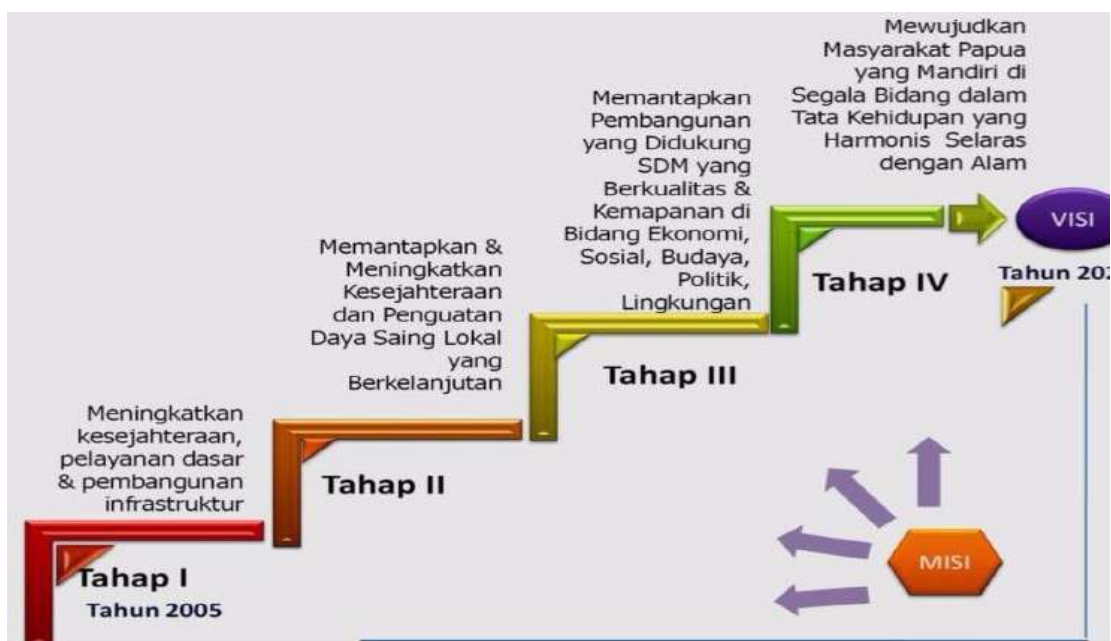 Meningkatkan
kesejahteraan,
pelayanan dasar
& pembangunan
infrastruktur
Tahap I
Tahun 2005
Memantapkan &
Meningkatkan
Kesejahteraan
dan Penguatan
Daya Saing Lokal
yang
Berkelanjutan
Tahap II
Memantapkan
Pembangunan
yang Didukung
SDM yang
Berkualitas &
Kemapanan di
Bidang Ekonomi,
Sosial, Budaya,
Politik,
Lingkungan
Tahap III
Mewujudkan
Masyarakat Papua
yang Mandiri di
Segala Bidang dalam
Tata Kehidupan yang
Harmonis Selaras
dengan Alam
Tahap IV
VISI
Tahun
MISI